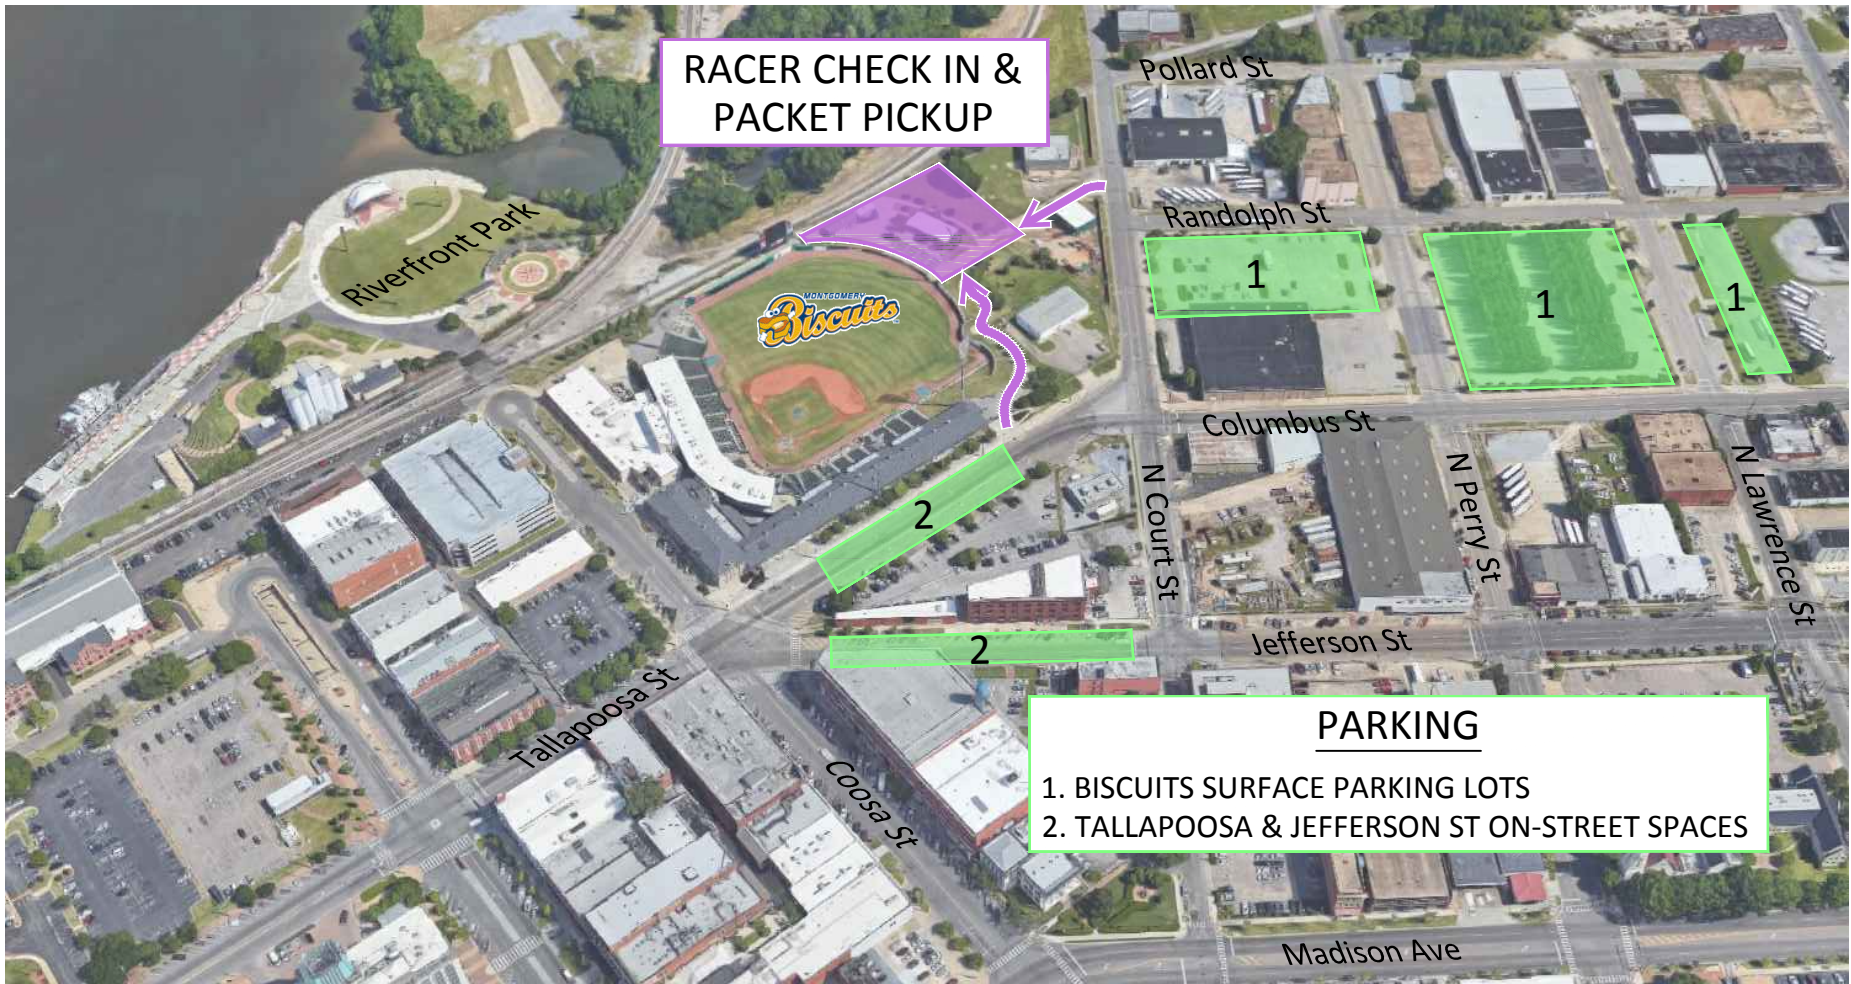 RACER CHECK IN &
PACKET PICKUP
Pollard St
Randolph St
Riverfront Park
MONTGOMERY
Biscuits
1
1
1
Columbus St
N Court St
N Perry St
N Lawrence St
2
2
Jefferson St
Tallapoosa St
Coosa St
PARKING
1. BISCUITS SURFACE PARKING LOTS
2. TALLAPOOSA & JEFFERSON ST ON-STREET SPACES
Madison Ave